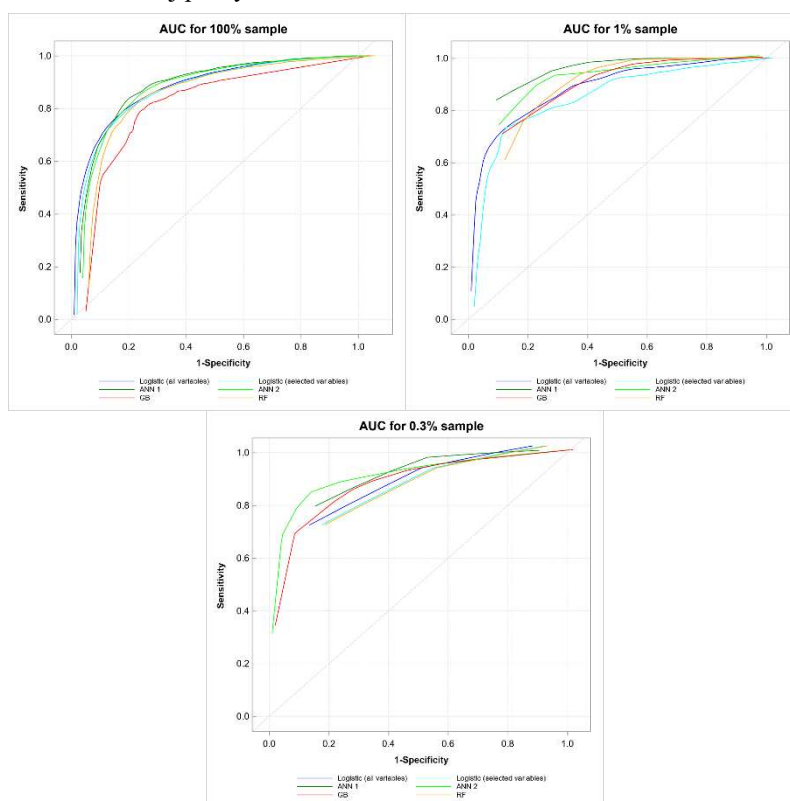 AUC for 100% sample
1.0
0.8
0.6
0.4
0.2
0.0
Sensitivity
0.0 0.2 0.4 0.6 0.8 1.0
1-Specificity
Logistic (all variables) Logistic (selected variables)
ANN 1 ANN 2
GB RF
AUC for 1% sample
1.0
0.8
0.6
0.4
0.2
0.0
Sensitivity
0.0 0.2 0.4 0.6 0.8 1.0
1-Specificity
Logistic (all variables) Logistic (selected variables)
ANN 1 ANN 2
GB RF
AUC for 0.3% sample
1.0
0.8
0.6
0.4
0.2
0.0
Sensitivity
0.0 0.2 0.4 0.6 0.8 1.0
1-Specificity
Logistic (all variables) Logistic (selected variables)
ANN 1 ANN 2
GB RF